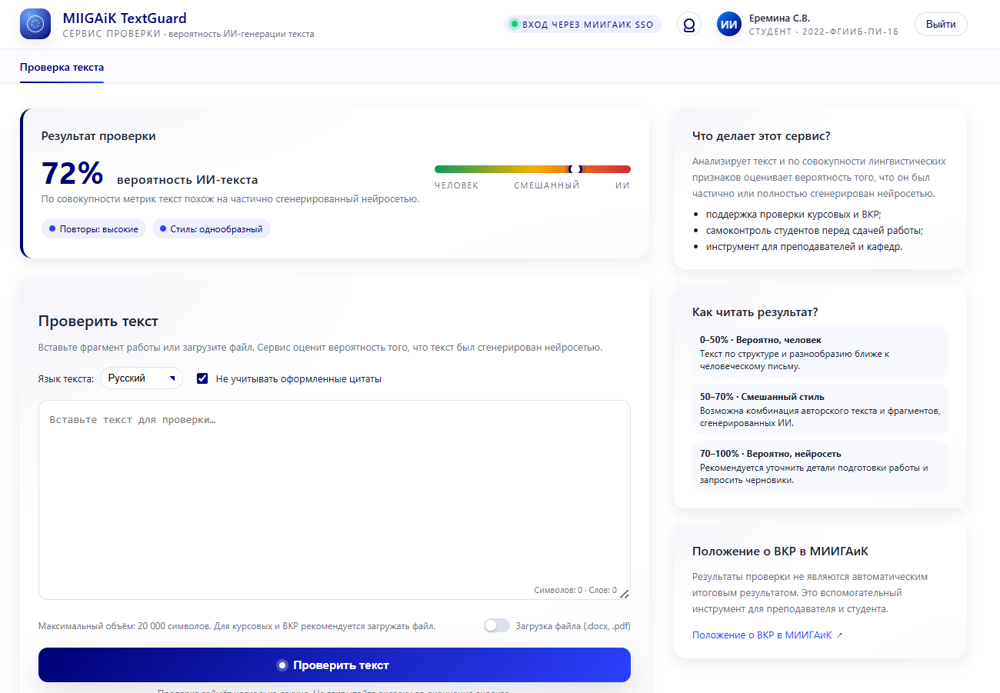 MIIGAiK TextGuard
СЕРВИС ПРОВЕРКИ · вероятность ИИ-генерации текста
ВХОД ЧЕРЕЗ МИИГАИК SSO
ИИ
Еремина С.В.
СТУДЕНТ · 2022-ФГИИБ-ПИ-1Б
Выйти
Проверка текста
Результат проверки
72% вероятность ИИ-текста
По совокупности метрик текст похож на частично сгенерированный нейросетью.
Повторы: высокие
Стиль: однообразный
ЧЕЛОВЕК СМЕШАННЫЙ ИИ
Проверить текст
Вставьте фрагмент работы или загрузите файл. Сервис оценит вероятность того, что текст был сгенерирован нейросетью.
Язык текста: Русский Не учитывать оформленные цитаты
Вставьте текст для проверки…
Символов: 0 · Слов: 0
Максимальный объём: 20 000 символов. Для курсовых и ВКР рекомендуется загружать файл.
Загрузка файла (.docx, .pdf)
Проверить текст
Что делает этот сервис?
Анализирует текст и по совокупности лингвистических
признаков оценивает вероятность того, что он был
частично или полностью сгенерирован нейросетью.
поддержка проверки курсовых и ВКР;
самоконтроль студентов перед сдачей работы;
инструмент для преподавателей и кафедр.
Как читать результат?
0–50% · Вероятно, человек
Текст по структуре и разнообразию ближе к
человеческому письму.
50–70% · Смешанный стиль
Возможна комбинация авторского текста и фрагментов,
сгенерированных ИИ.
70–100% · Вероятно, нейросеть
Рекомендуется уточнить детали подготовки работы и
запросить черновики.
Положение о ВКР в МИИГАиК
Результаты проверки не являются автоматическим
итоговым результатом. Это вспомогательный
инструмент для преподавателя и студента.
Положение о ВКР в МИИГАиК ↗